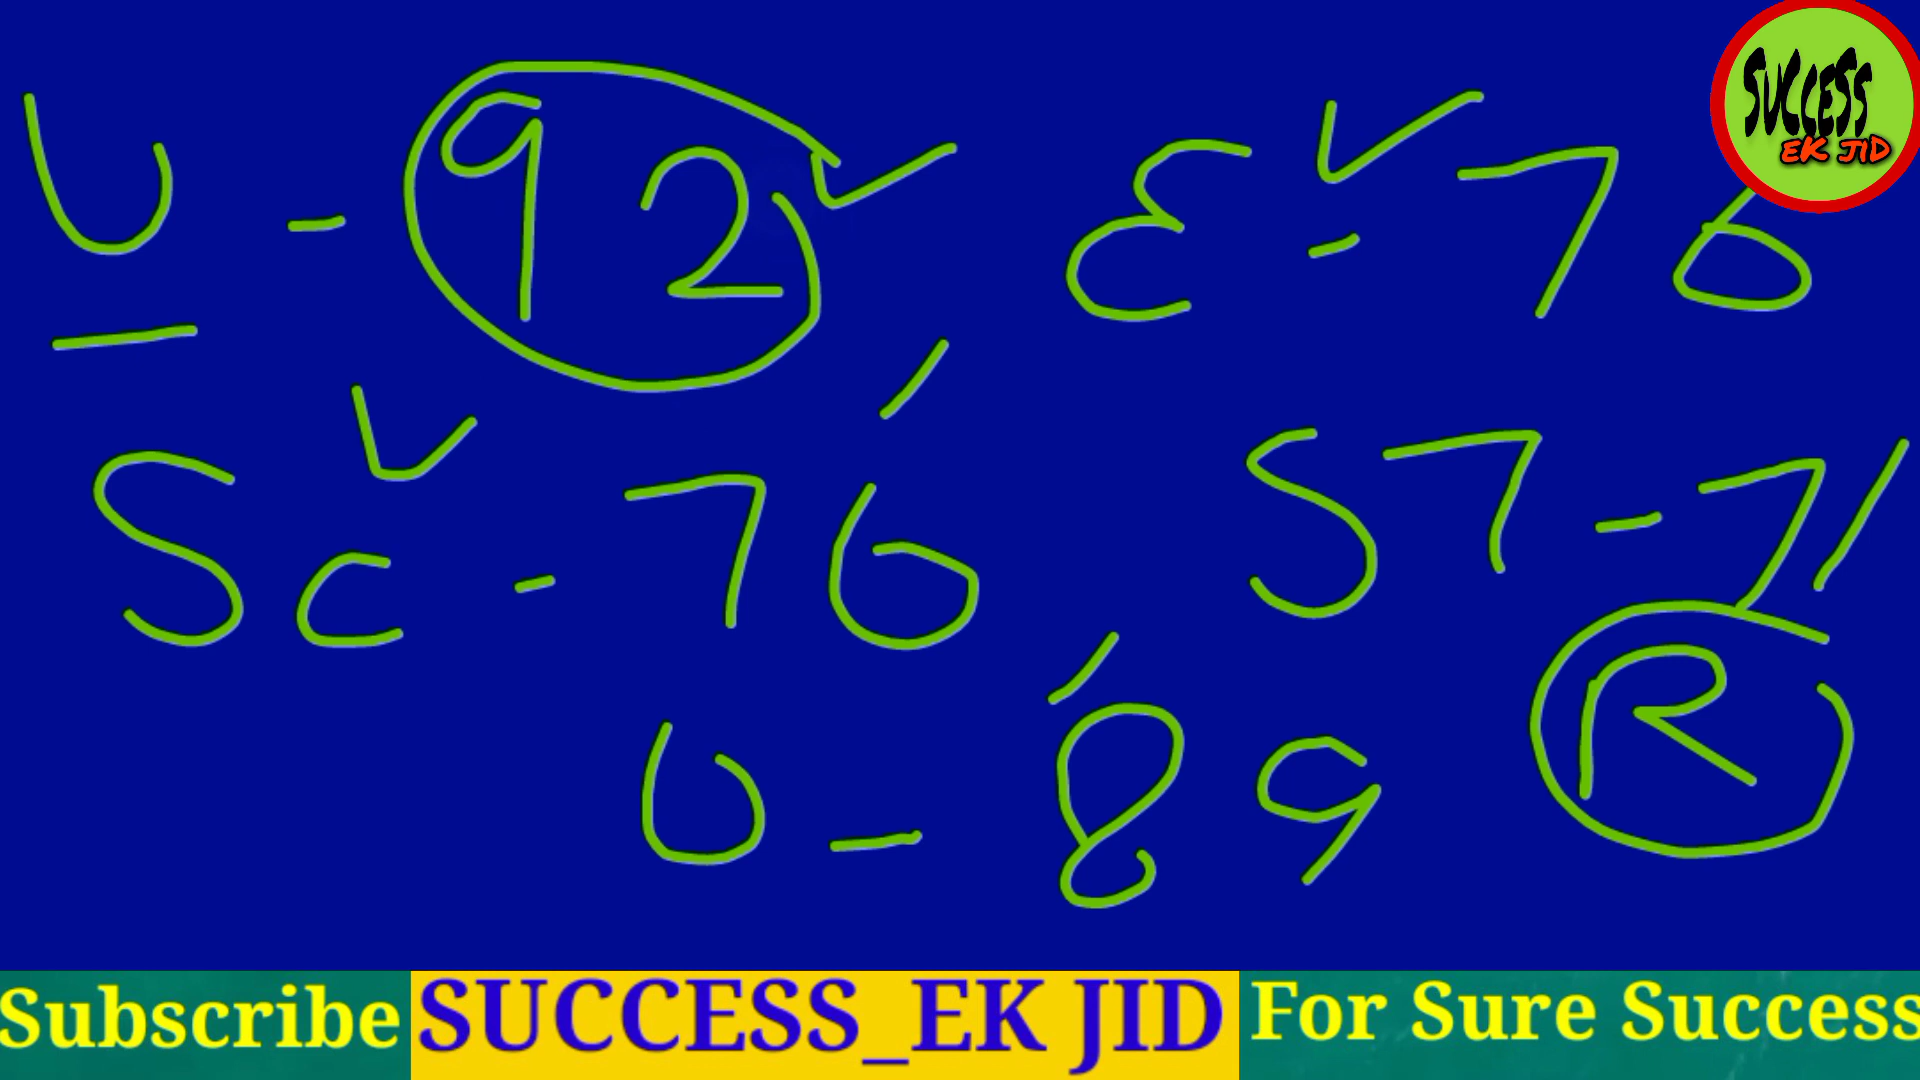 U - 92 ε - 76
SC - 76 ST - 71
O - 89 R
SUCCESS
EK JID
Subscribe SUCCESS_EK JID For Sure Success